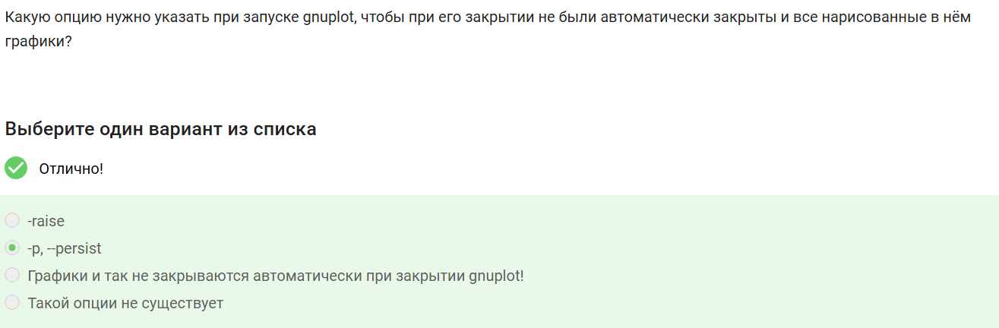 Какую опцию нужно указать при запуске gnuplot, чтобы при его закрытии не были автоматически закрыты и все нарисованные в нём
графики?
Выберите один вариант из списка
Отлично!
-raise
-p, --persist
Графики и так не закрываются автоматически при закрытии gnuplot!
Такой опции не существует